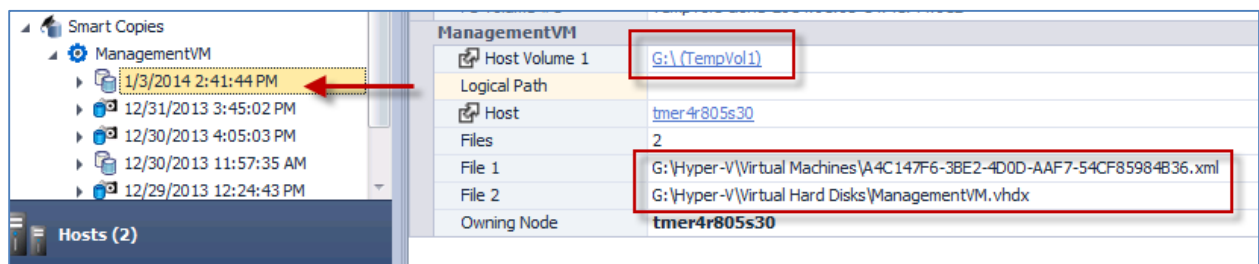 Smart Copies
ManagementVM
1/3/2014 2:41:44 PM
12/31/2013 3:45:02 PM
12/30/2013 4:05:03 PM
12/30/2013 11:57:35 AM
12/29/2013 12:24:43 PM
Hosts (2)
ManagementVM
Host Volume 1 G:\ (TempVol1)
Logical Path
Host tmer4r805s30
Files 2
File 1 G:\Hyper-V\Virtual Machines\A4C147F6-3BE2-4D0D-AAF7-54CF85984B36.xml
File 2 G:\Hyper-V\Virtual Hard Disks\ManagementVM.vhdx
Owning Node tmer4r805s30